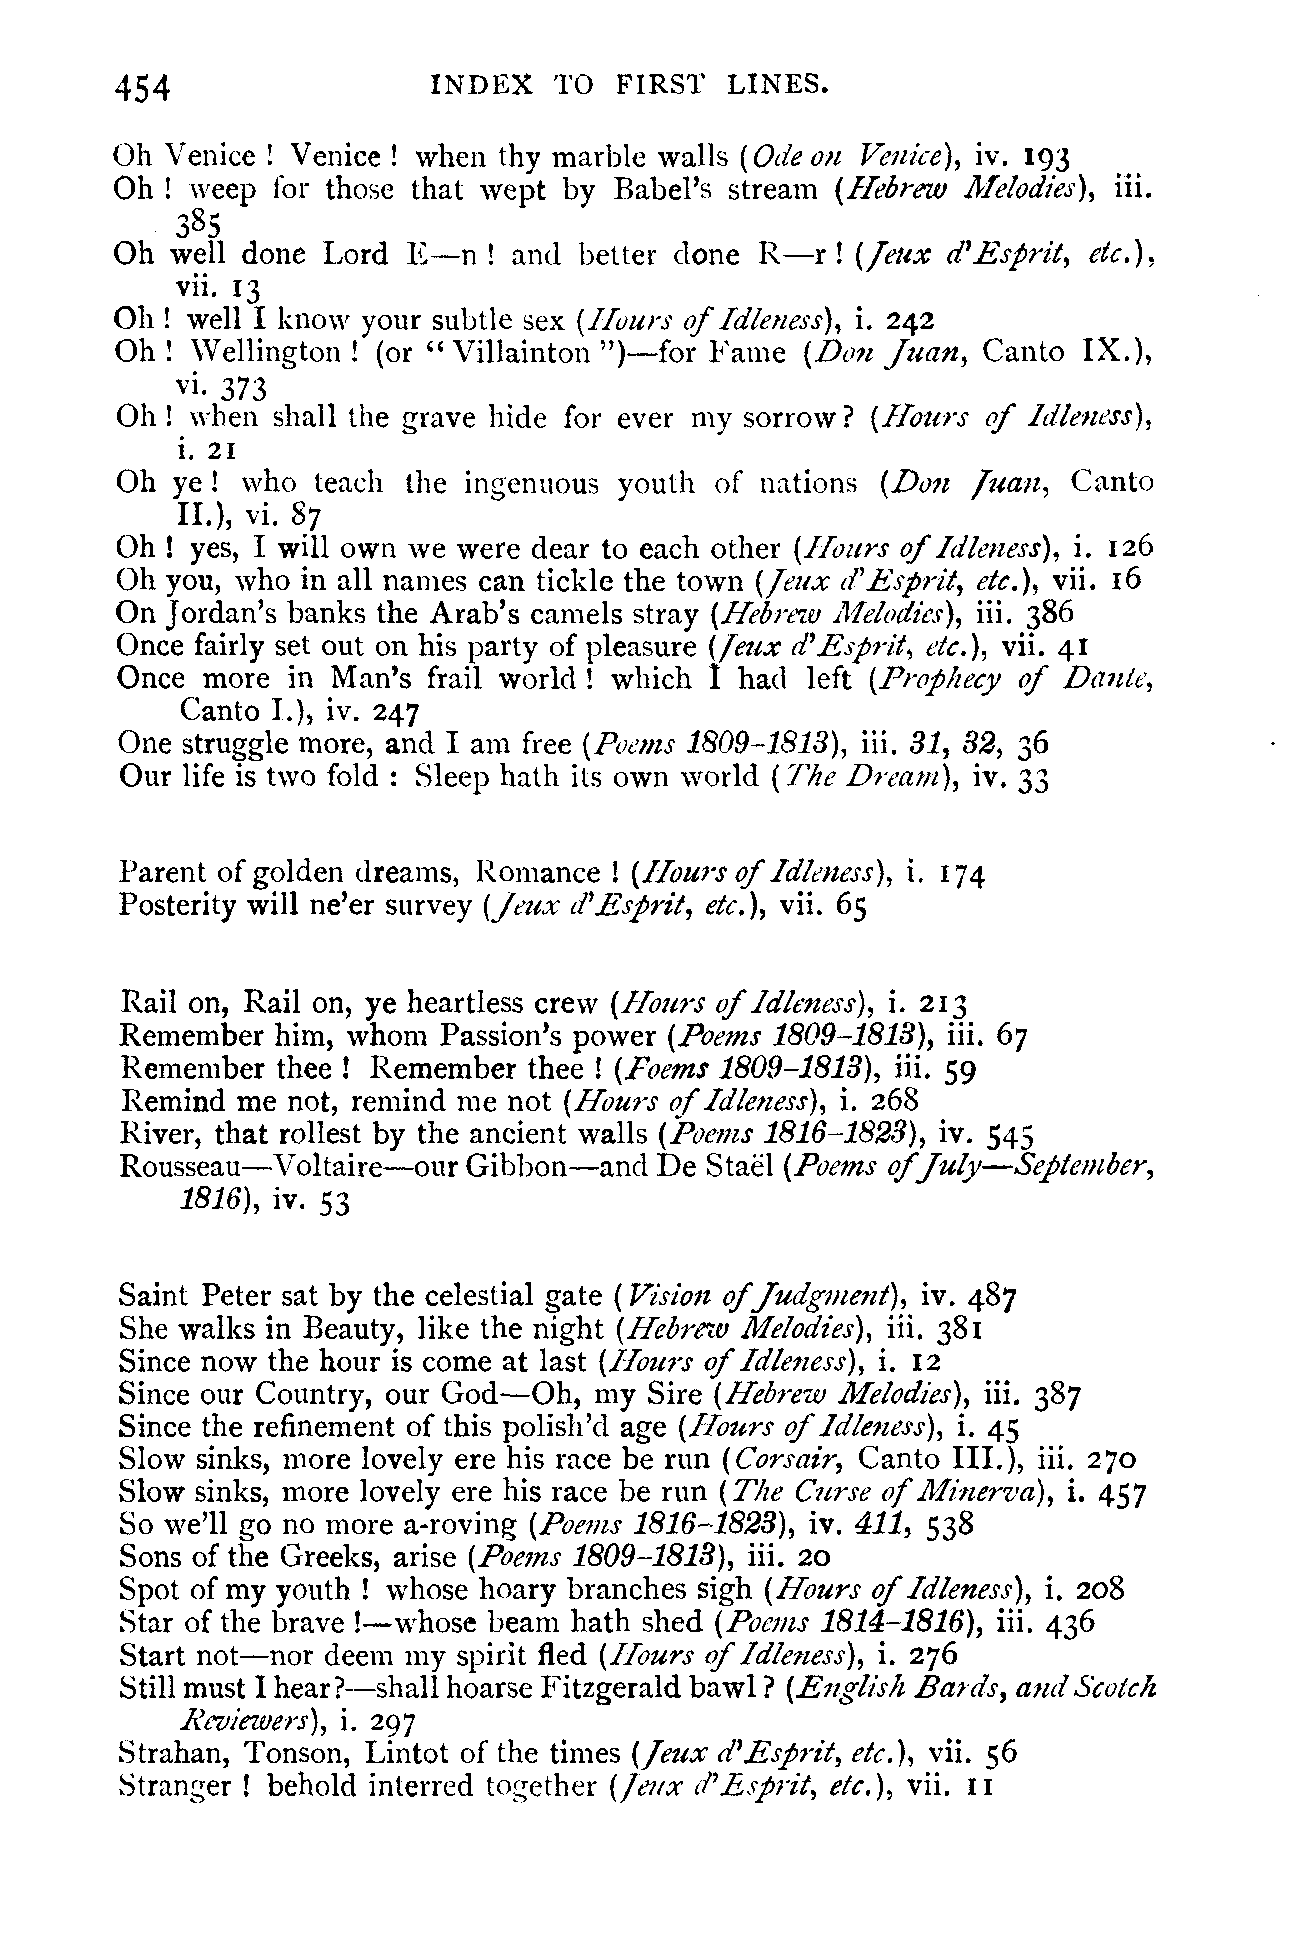 454 INDEX TO FIRST LINES.
Oh Venice ! Venice ! when thy marble walls (Ode on Venice), iv. 193
Oh ! weep for those that wept by Babel's stream (Hebrew Melodies), iii.
385
Oh well done Lord E—n ! and better done R—r ! (Jeux d'Esprit, etc.),
vii. 13
Oh ! well I know your subtle sex (Hours of Idleness), i. 242
Oh ! Wellington ! (or “ Villainton ”)—for Fame (Don Juan, Canto IX.),
vi. 373
Oh ! when shall the grave hide for ever my sorrow ? (Hours of Idleness),
i. 21
Oh ye ! who teach the ingenuous youth of nations (Don Juan, Canto
II.), vi. 87
Oh ! yes, I will own we were dear to each other (Hours of Idleness), i. 126
Oh you, who in all names can tickle the town (Jeux d'Esprit, etc.), vii. 16
On Jordan's banks the Arab's camels stray (Hebrew Melodies), iii. 386
Once fairly set out on his party of pleasure (Jeux d'Esprit, etc.), vii. 41
Once more in Man's frail world ! which I had left (Prophecy of Dante,
Canto I.), iv. 247
One struggle more, and I am free (Poems 1809–1813), iii. 31, 32, 36
Our life is two fold : Sleep hath its own world (The Dream), iv. 33
Parent of golden dreams, Romance ! (Hours of Idleness), i. 174
Posterity will ne'er survey (Jeux d'Esprit, etc.), vii. 65
Rail on, Rail on, ye heartless crew (Hours of Idleness), i. 213
Remember him, whom Passion's power (Poems 1809–1813), iii. 67
Remember thee ! Remember thee ! (Foems 1809–1813), iii. 59
Remind me not, remind me not (Hours of Idleness), i. 268
River, that rollest by the ancient walls (Poems 1816–1823), iv. 545
Rousseau—Voltaire—our Gibbon—and De Staël (Poems of July—September,
1816), iv. 53
Saint Peter sat by the celestial gate (Vision of Judgment), iv. 487
She walks in Beauty, like the night (Hebrew Melodies), iii. 381
Since now the hour is come at last (Hours of Idleness), i. 12
Since our Country, our God—Oh, my Sire (Hebrew Melodies), iii. 387
Since the refinement of this polish'd age (Hours of Idleness), i. 45
Slow sinks, more lovely ere his race be run (Corsair, Canto III.), iii. 270
Slow sinks, more lovely ere his race be run (The Curse of Minerva), i. 457
So we'll go no more a-roving (Poems 1816–1823), iv. 411, 538
Sons of the Greeks, arise (Poems 1809–1813), iii. 20
Spot of my youth ! whose hoary branches sigh (Hours of Idleness), i. 208
Star of the brave !—whose beam hath shed (Poems 1814–1816), iii. 436
Start not—nor deem my spirit fled (Hours of Idleness), i. 276
Still must I hear ?—shall hoarse Fitzgerald bawl ? (English Bards, and Scotch
Reviewers), i. 297
Strahan, Tonson, Lintot of the times (Jeux d'Esprit, etc.), vii. 56
Stranger ! behold interred together (Jeux d'Esprit, etc.), vii. 11